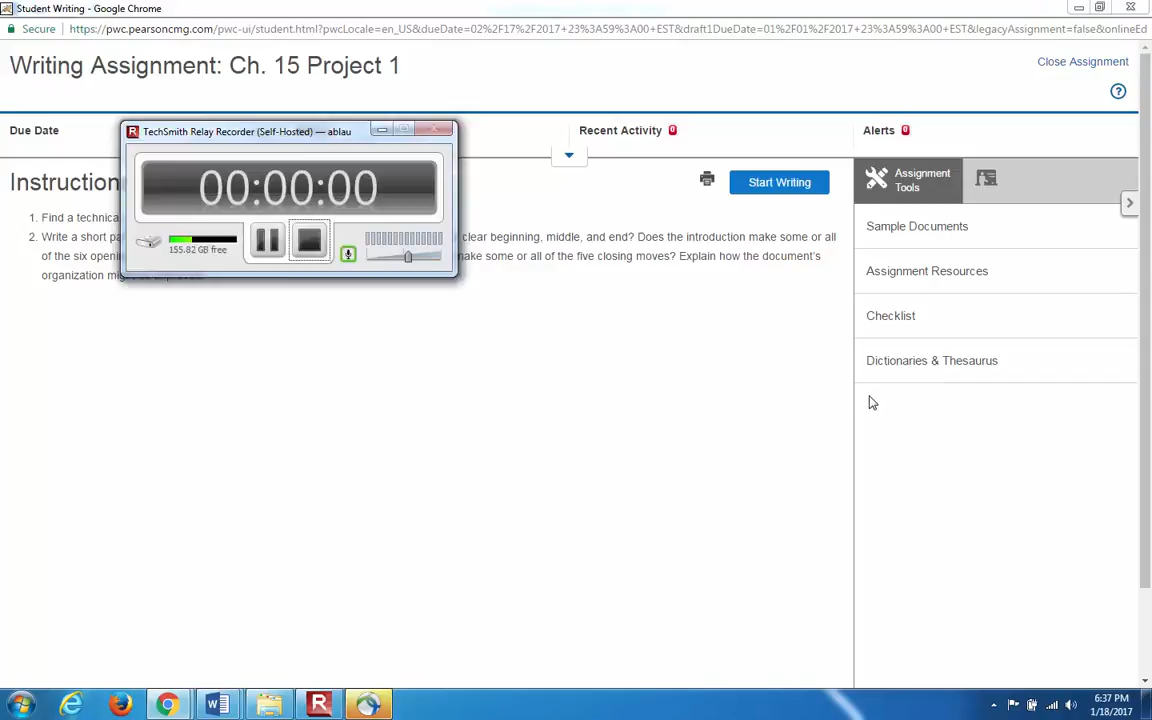 Student Writing - Google Chrome
Secure https://pwc.pearsoncmg.com/pwc-ui/student.html?pwcLocale=en_US&dueDate=02%2F17%2F2017+23%3A59%3A00+EST&draft1DueDate=01%2F01%2F2017+23%3A59%3A00+EST&legacyAssignment=false&onlineEd
Writing Assignment: Ch. 15 Project 1
Close Assignment
?
Due Date
Recent Activity 0
Alerts 0
R TechSmith Relay Recorder (Self-Hosted) — ablau
00:00:00
155.82 GB free
Instruction
Start Writing
Assignment Tools
1. Find a technica
2. Write a short pa clear beginning, middle, and end? Does the introduction make some or all
of the six openin ake some or all of the five closing moves? Explain how the document's
organization
Sample Documents
Assignment Resources
Checklist
Dictionaries & Thesaurus
6:37 PM
1/18/2017